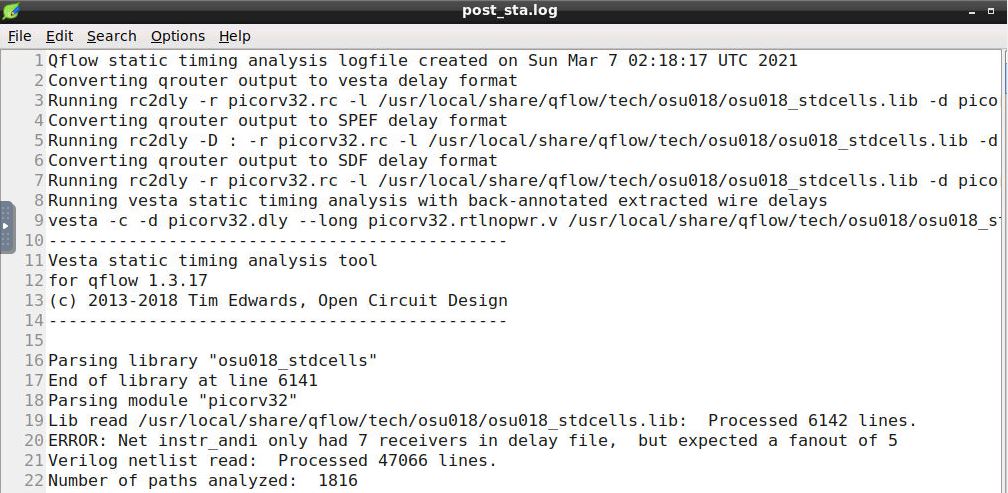 post_sta.log
File Edit Search Options Help
1 Qflow static timing analysis logfile created on Sun Mar 7 02:18:17 UTC 2021
2 Converting qrouter output to vesta delay format
3 Running rc2dly -r picorv32.rc -l /usr/local/share/qflow/tech/osu018/osu018_stdcells.lib -d pico
4 Converting qrouter output to SPEF delay format
5 Running rc2dly -D : -r picorv32.rc -l /usr/local/share/qflow/tech/osu018/osu018_stdcells.lib -d
6 Converting qrouter output to SDF delay format
7 Running rc2dly -r picorv32.rc -l /usr/local/share/qflow/tech/osu018/osu018_stdcells.lib -d pico
8 Running vesta static timing analysis with back-annotated extracted wire delays
9 vesta -c -d picorv32.dly --long picorv32.rtlnopwr.v /usr/local/share/qflow/tech/osu018/osu018_st
10 ----------------------------------------------
11 Vesta static timing analysis tool
12 for qflow 1.3.17
13 (c) 2013-2018 Tim Edwards, Open Circuit Design
14 ----------------------------------------------
15
16 Parsing library "osu018_stdcells"
17 End of library at line 6141
18 Parsing module "picorv32"
19 Lib read /usr/local/share/qflow/tech/osu018/osu018_stdcells.lib:  Processed 6142 lines.
20 ERROR: Net instr_andi only had 7 receivers in delay file,  but expected a fanout of 5
21 Verilog netlist read:  Processed 47066 lines.
22 Number of paths analyzed:  1816